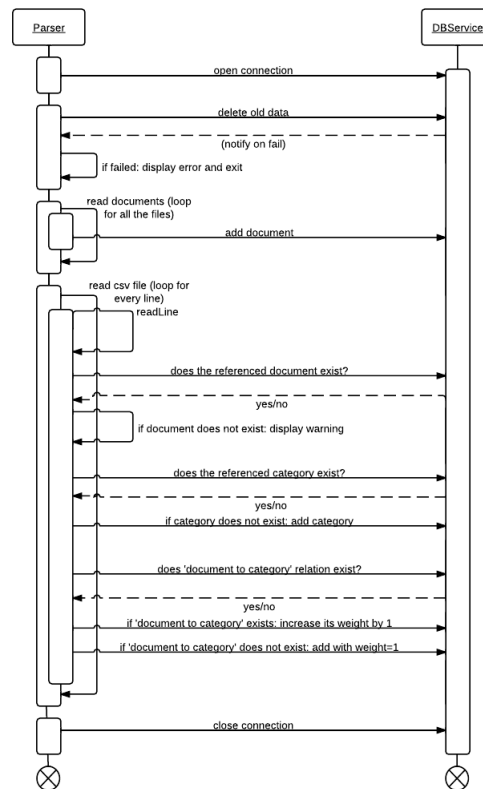 Parser
DBService
open connection
delete old data
(notify on fail)
if failed: display error and exit
read documents (loop
for all the files)
add document
read csv file (loop for
every line)
readLine
does the referenced document exist?
yes/no
if document does not exist: display warning
does the referenced category exist?
yes/no
if category does not exist: add category
does 'document to category' relation exist?
yes/no
if 'document to category' exists: increase its weight by 1
if 'document to category' does not exist: add with weight=1
close connection